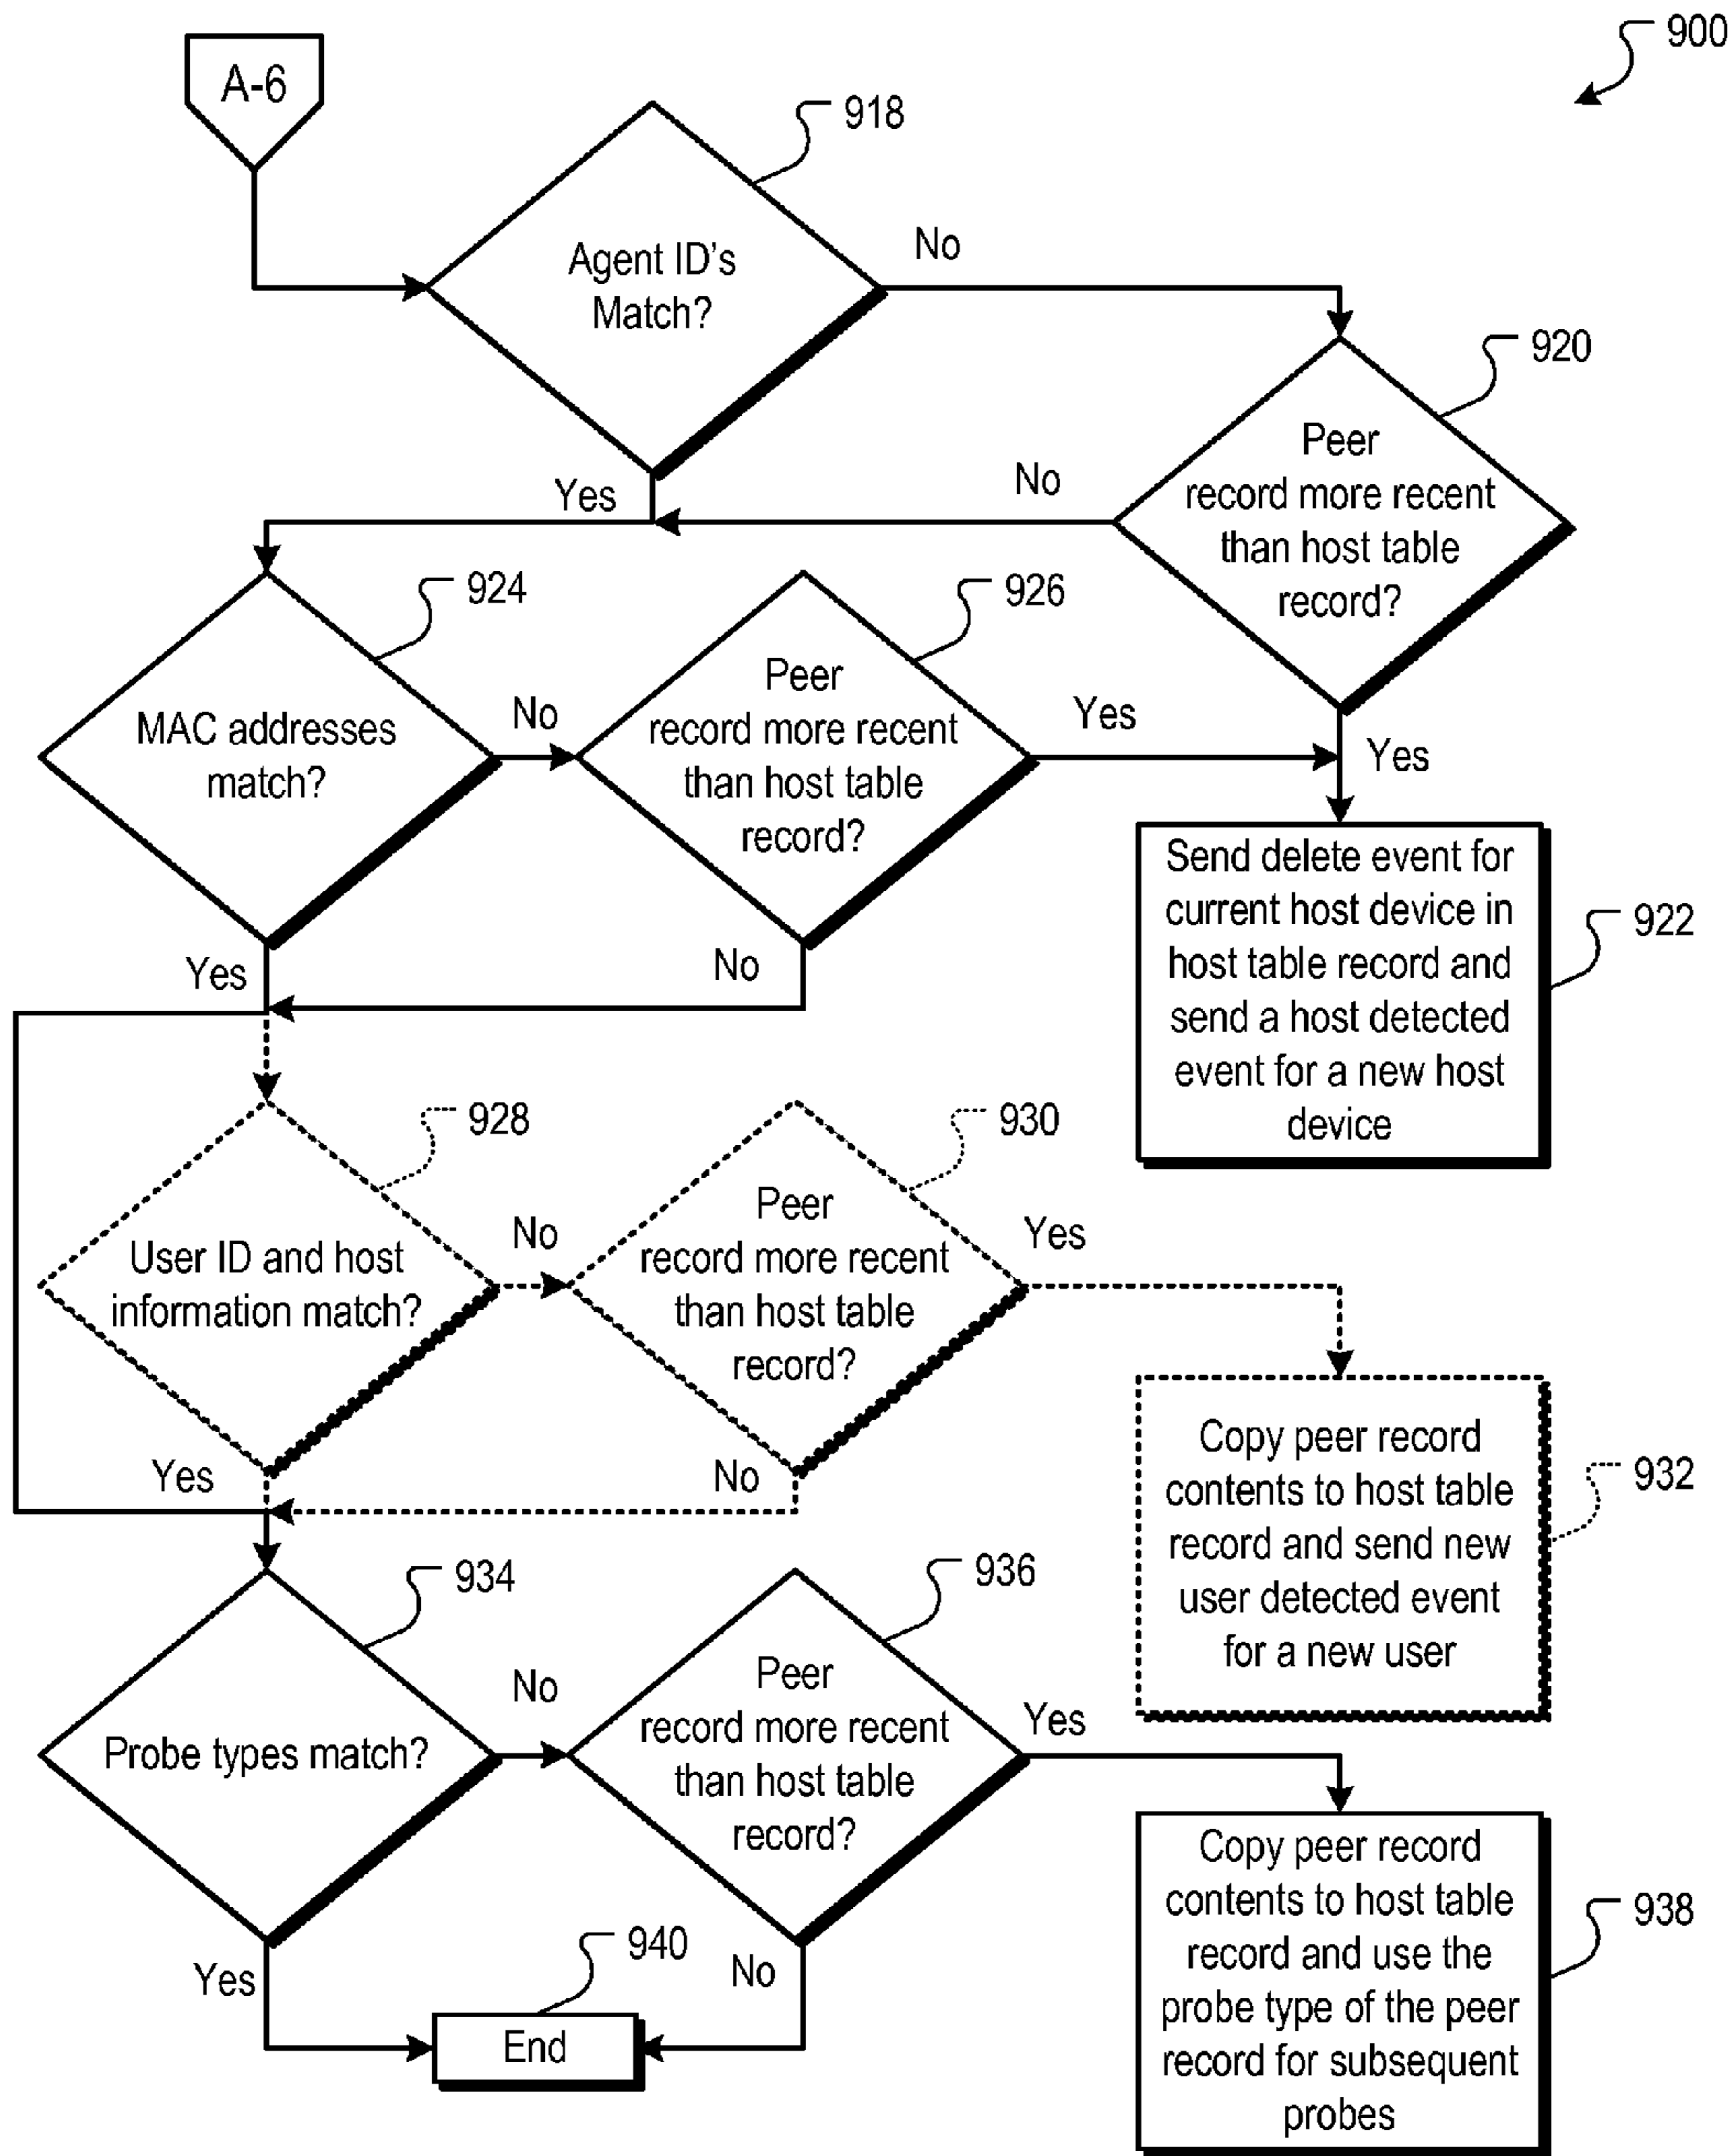 900
A-6
918
Agent ID's
Match?
No
920
Peer
record more recent
than host table
record?
Yes
No
924
MAC addresses
match?
No
926
Peer
record more recent
than host table
record?
Yes
Yes
922
Send delete event for
current host device in
host table record and
send a host detected
event for a new host
device
Yes
No
928
User ID and host
information match?
No
930
Peer
record more recent
than host table
record?
Yes
932
Copy peer record
contents to host table
record and send new
user detected event
for a new user
Yes
No
934
Probe types match?
No
936
Peer
record more recent
than host table
record?
Yes
938
Copy peer record
contents to host table
record and use the
probe type of the peer
record for subsequent
probes
Yes
No
940
End